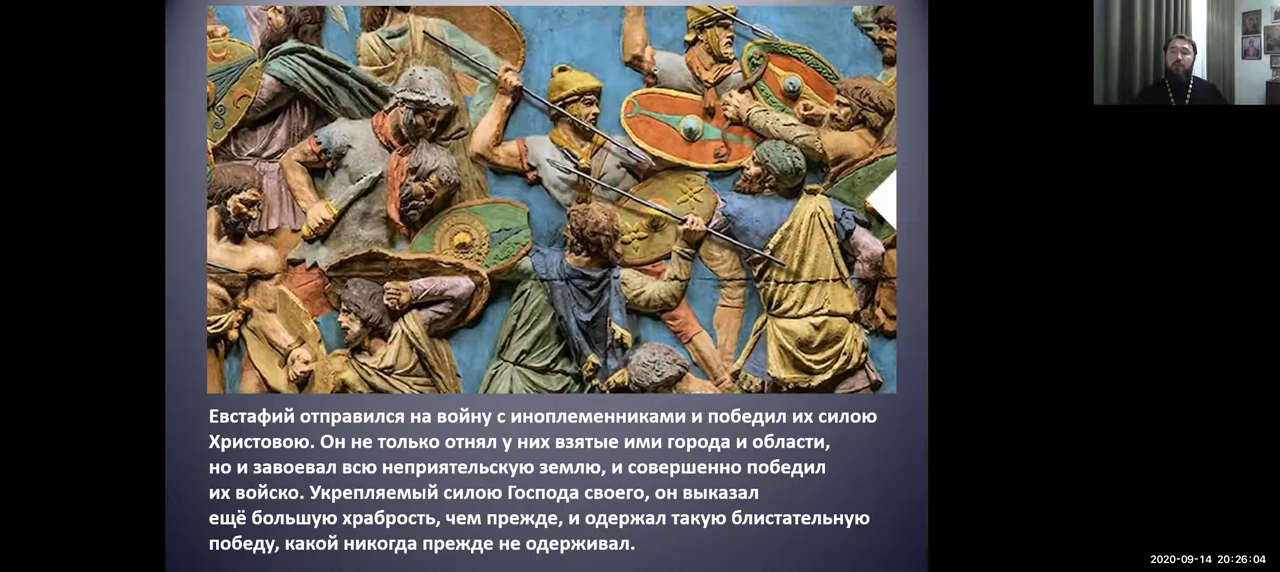 Евстафий отправился на войну с иноплеменниками и победил их силою
Христовою. Он не только отнял у них взятые ими города и области,
но и завоевал всю неприятельскую землю, и совершенно победил
их войско. Укрепляемый силою Господа своего, он выказал
ещё большую храбрость, чем прежде, и одержал такую блистательную
победу, какой никогда прежде не одерживал.
2020-09-14 20:26:04